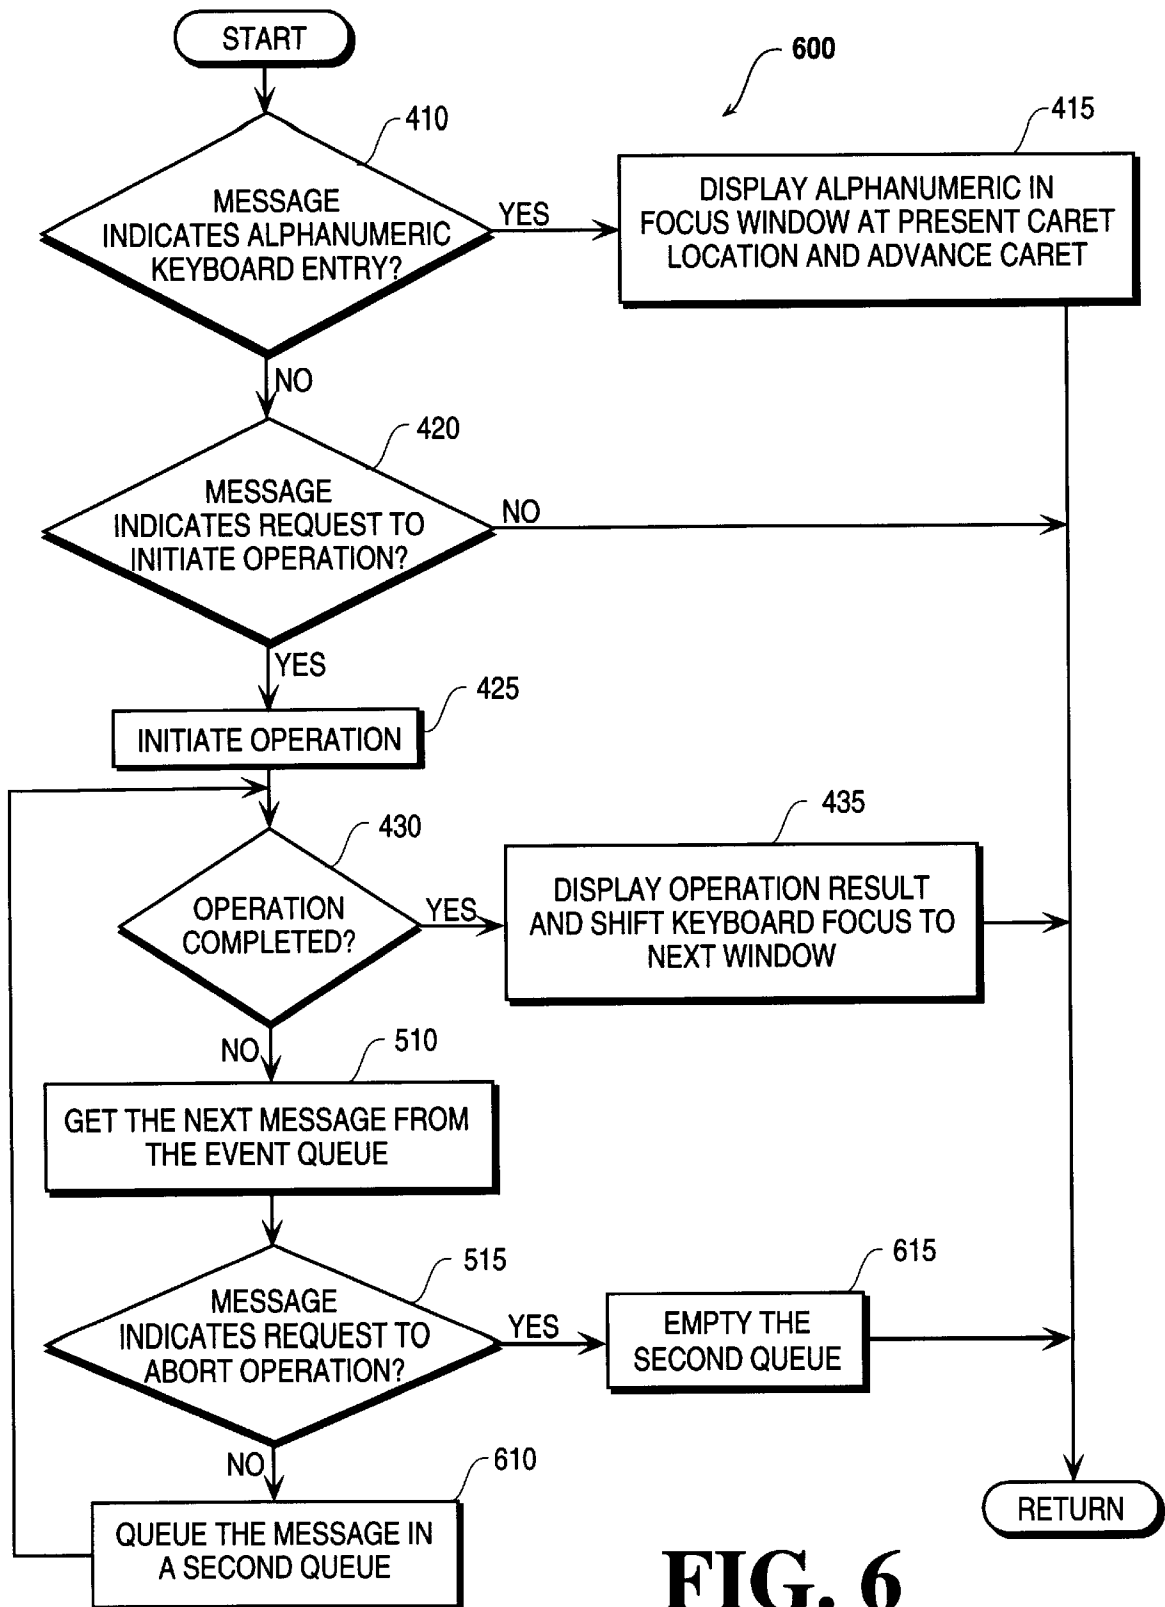 START
600
410
415
MESSAGE
INDICATES ALPHANUMERIC
KEYBOARD ENTRY?
YES
DISPLAY ALPHANUMERIC IN
FOCUS WINDOW AT PRESENT CARET
LOCATION AND ADVANCE CARET
NO
420
MESSAGE
INDICATES REQUEST TO
INITIATE OPERATION?
NO
YES
425
INITIATE OPERATION
430
435
OPERATION
COMPLETED?
YES
DISPLAY OPERATION RESULT
AND SHIFT KEYBOARD FOCUS TO
NEXT WINDOW
NO
510
GET THE NEXT MESSAGE FROM
THE EVENT QUEUE
515
615
MESSAGE
INDICATES REQUEST TO
ABORT OPERATION?
YES
EMPTY THE
SECOND QUEUE
NO
610
QUEUE THE MESSAGE IN
A SECOND QUEUE
RETURN
FIG. 6